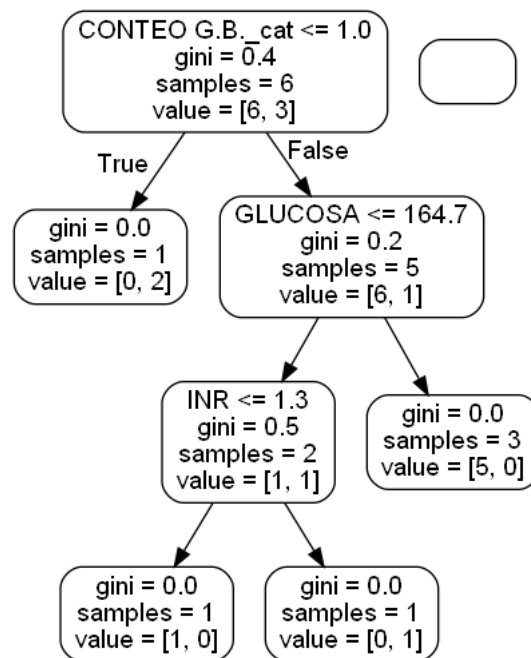 CONTEO G.B._cat <= 1.0
gini = 0.4
samples = 6
value = [6, 3]
True
False
gini = 0.0
samples = 1
value = [0, 2]
GLUCOSA <= 164.7
gini = 0.2
samples = 5
value = [6, 1]
INR <= 1.3
gini = 0.5
samples = 2
value = [1, 1]
gini = 0.0
samples = 3
value = [5, 0]
gini = 0.0
samples = 1
value = [1, 0]
gini = 0.0
samples = 1
value = [0, 1]